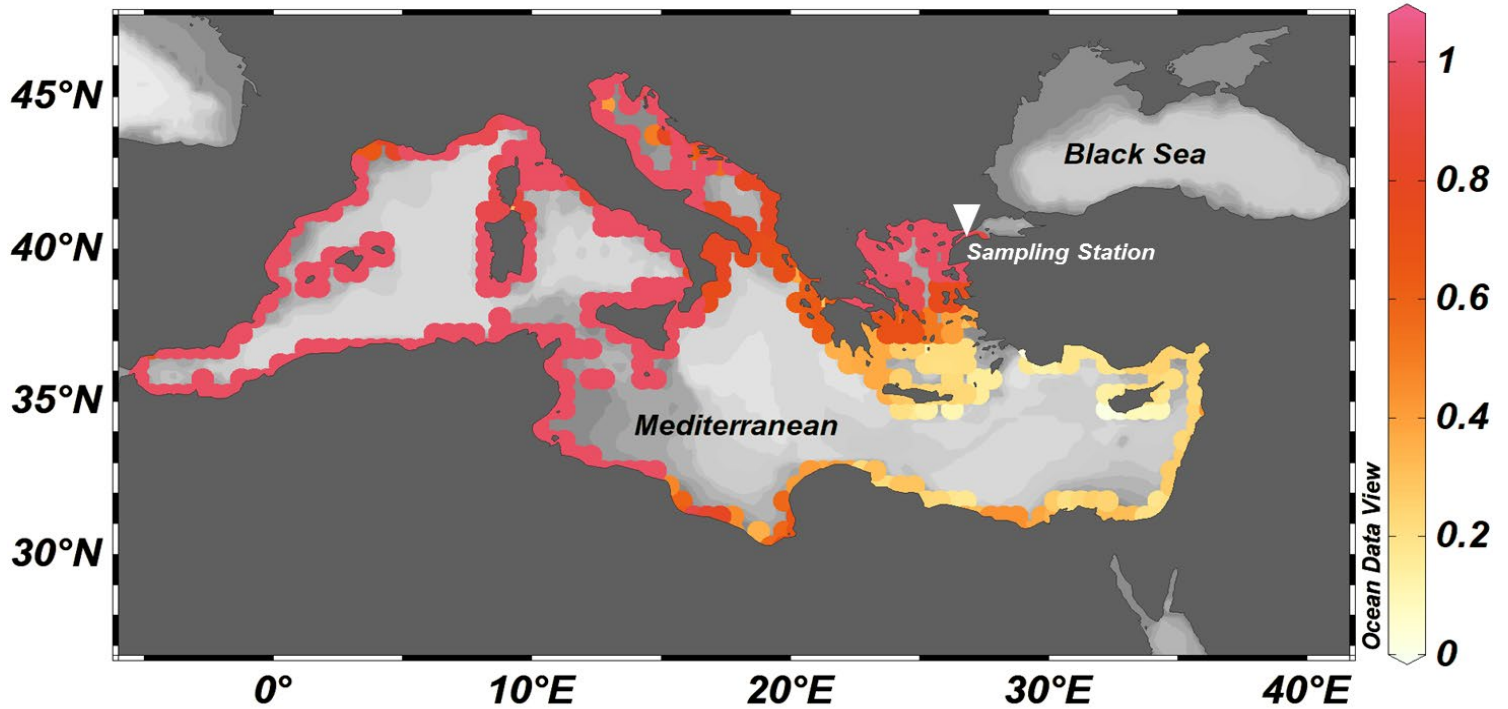 45°N
40°N
35°N
30°N
0°
10°E
20°E
30°E
40°E
Black Sea
Sampling Station
Mediterranean
Ocean Data View
1
0.8
0.6
0.4
0.2
0